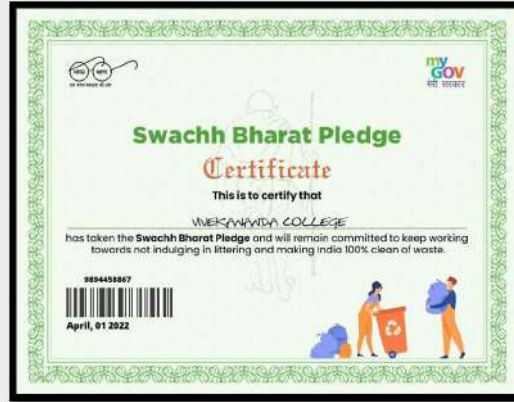 my
GOV
मेरी सरकार
Swachh Bharat Pledge
Certificate
This is to certify that
VIVEKANANDA COLLEGE
has taken the Swachh Bharat Pledge and will remain committed to keep working
towards not indulging in littering and making india 100% clean of waste.
9894453867
April, 01 2022